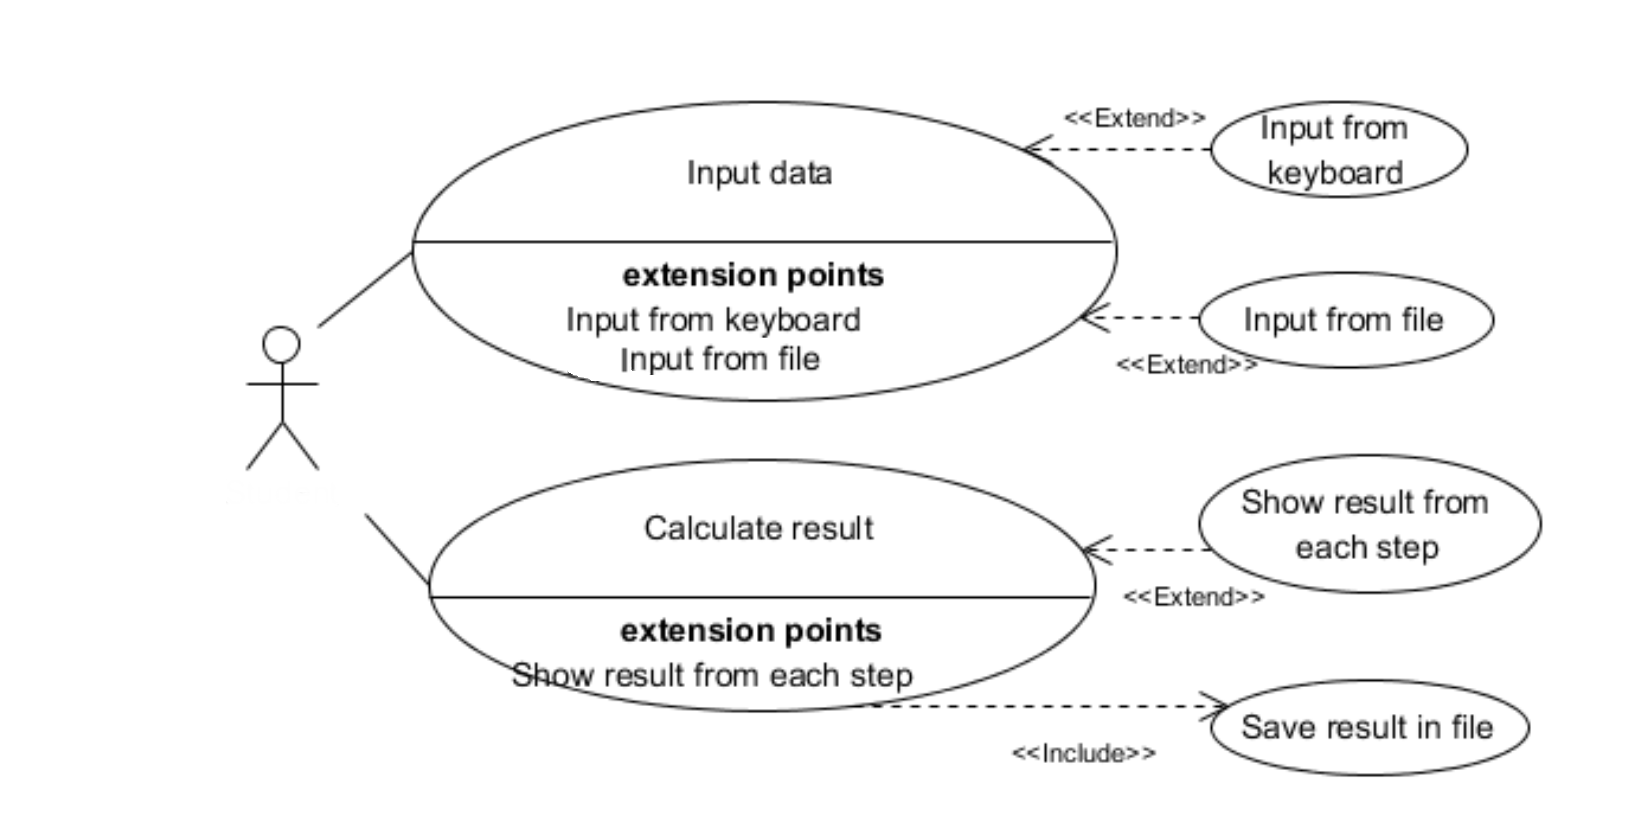 <<Extend>>
Input from
keyboard
Input data
extension points
Input from keyboard
Input from file
Input from file
<<Extend>>
Show result from
each step
Calculate result
<<Extend>>
extension points
Show result from each step
Save result in file
<<Include>>